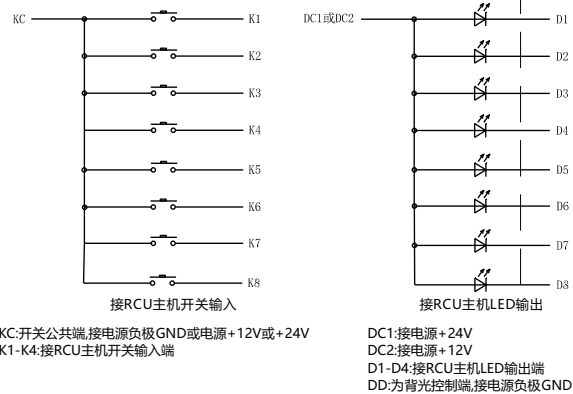 KC
K1
K2
K3
K4
K5
K6
K7
K8
接RCU主机开关输入
KC:开关公共端,接电源负极GND或电源+12V或+24V
K1-K4:接RCU主机开关输入端
DC1或DC2
D1
D2
D3
D4
D5
D6
D7
D8
接RCU主机LED输出
DC1:接电源+24V
DC2:接电源+12V
D1-D4:接RCU主机LED输出端
DD:为背光控制端,接电源负极GND